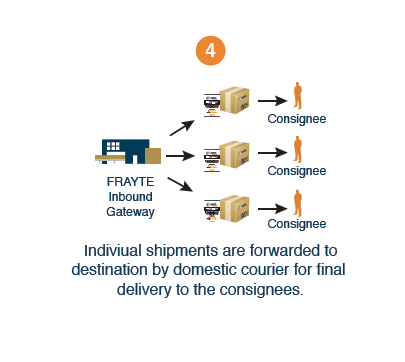 4
Consignee
FRAYTE
Inbound
Gateway
Consignee
Consignee
Indiviual shipments are forwarded to
destination by domestic courier for final
delivery to the consignees.